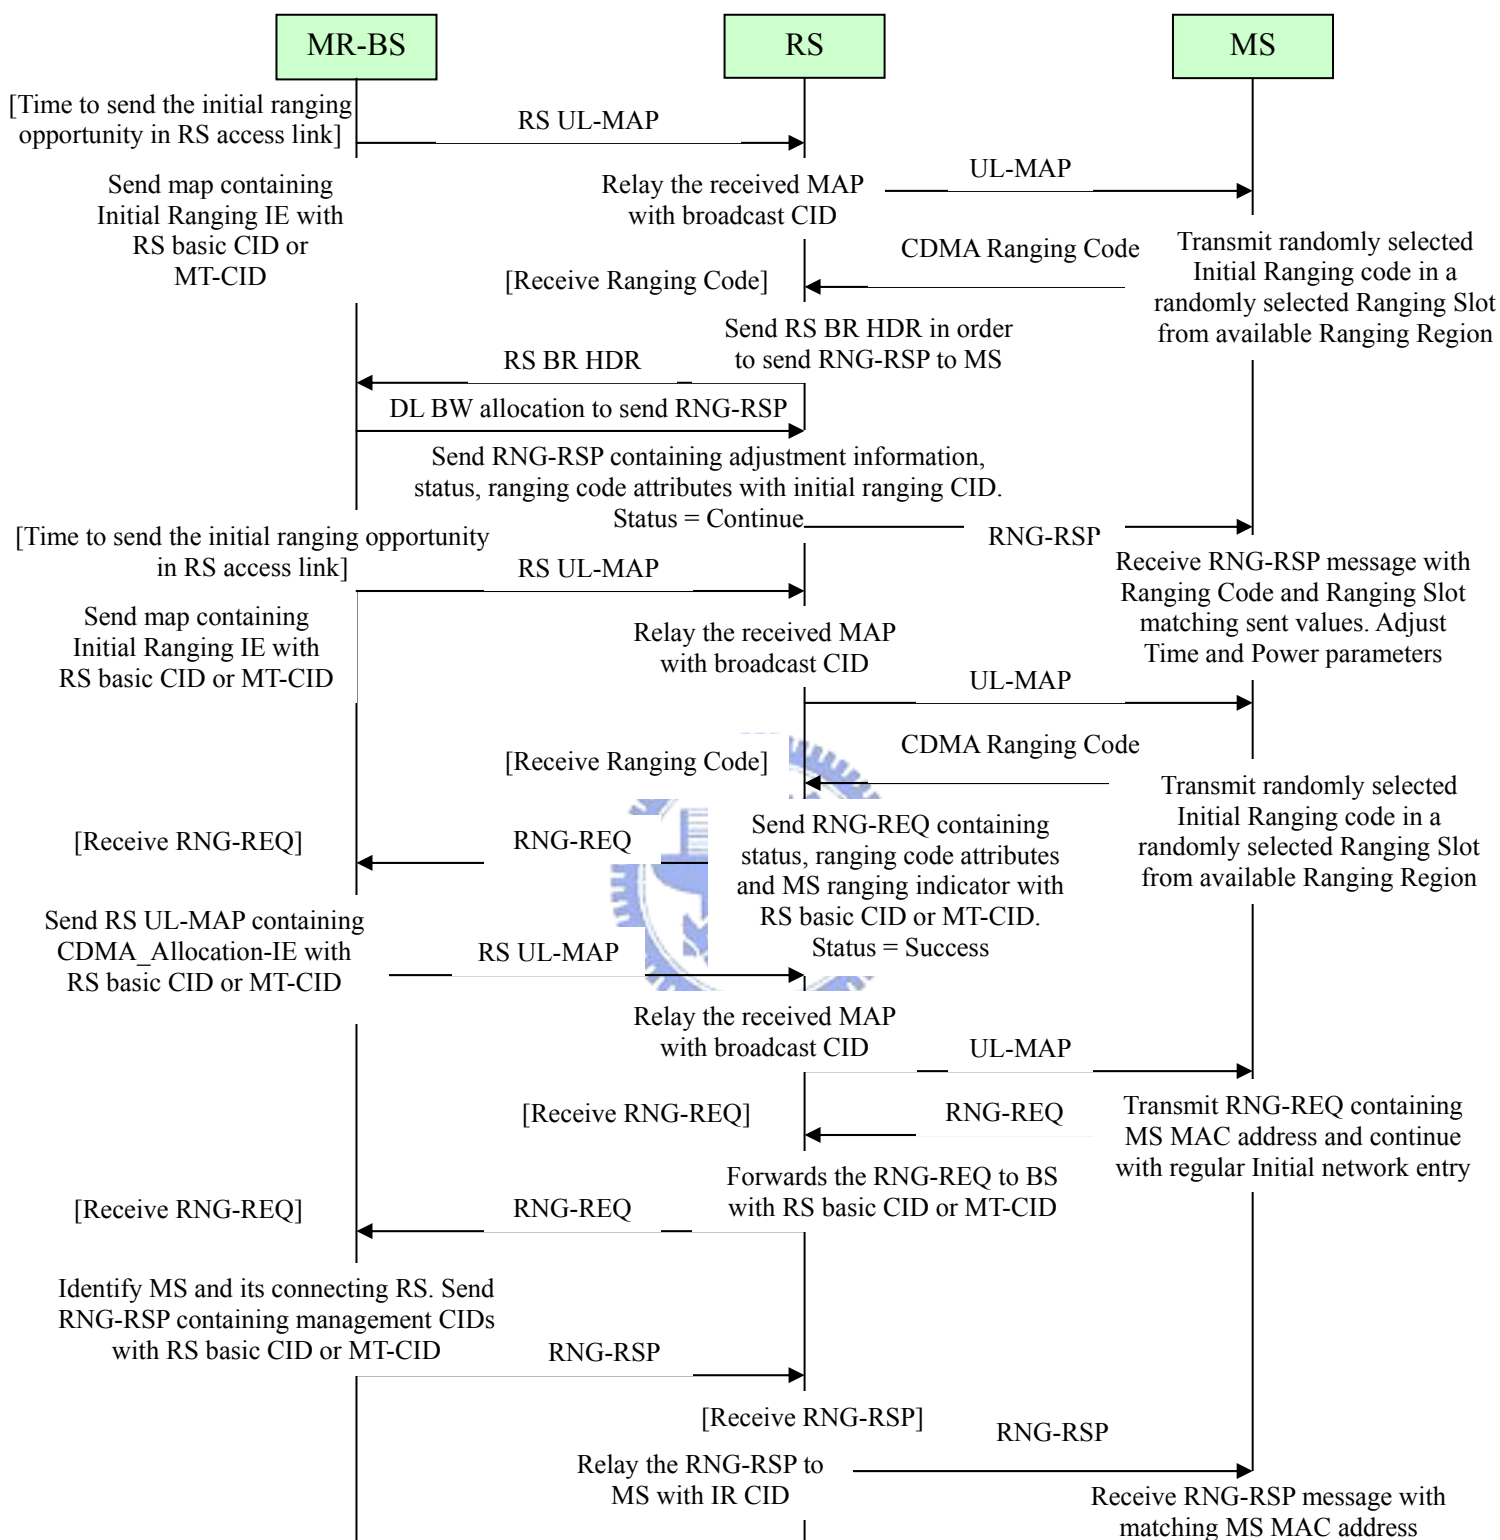 MR-BS
RS
MS
[Time to send the initial ranging
opportunity in RS access link]
RS UL-MAP
Send map containing
Initial Ranging IE with
RS basic CID or
MT-CID
Relay the received MAP
with broadcast CID
UL-MAP
CDMA Ranging Code
[Receive Ranging Code]
Transmit randomly selected
Initial Ranging code in a
randomly selected Ranging Slot
from available Ranging Region
Send RS BR HDR in order
to send RNG-RSP to MS
RS BR HDR
DL BW allocation to send RNG-RSP
Send RNG-RSP containing adjustment information,
status, ranging code attributes with initial ranging CID.
Status = Continue
RNG-RSP
[Time to send the initial ranging opportunity
in RS access link]
RS UL-MAP
Receive RNG-RSP message with
Ranging Code and Ranging Slot
matching sent values. Adjust
Time and Power parameters
Send map containing
Initial Ranging IE with
RS basic CID or MT-CID
Relay the received MAP
with broadcast CID
UL-MAP
CDMA Ranging Code
[Receive Ranging Code]
Transmit randomly selected
Initial Ranging code in a
randomly selected Ranging Slot
from available Ranging Region
Send RNG-REQ containing
status, ranging code attributes
and MS ranging indicator with
RS basic CID or MT-CID.
Status = Success
RNG-REQ
[Receive RNG-REQ]
Send RS UL-MAP containing
CDMA_Allocation-IE with
RS basic CID or MT-CID
RS UL-MAP
Relay the received MAP
with broadcast CID
UL-MAP
[Receive RNG-REQ]
RNG-REQ
Transmit RNG-REQ containing
MS MAC address and continue
with regular Initial network entry
Forwards the RNG-REQ to BS
with RS basic CID or MT-CID
RNG-REQ
[Receive RNG-REQ]
Identify MS and its connecting RS. Send
RNG-RSP containing management CIDs
with RS basic CID or MT-CID
RNG-RSP
[Receive RNG-RSP]
RNG-RSP
Relay the RNG-RSP to
MS with IR CID
Receive RNG-RSP message with
matching MS MAC address